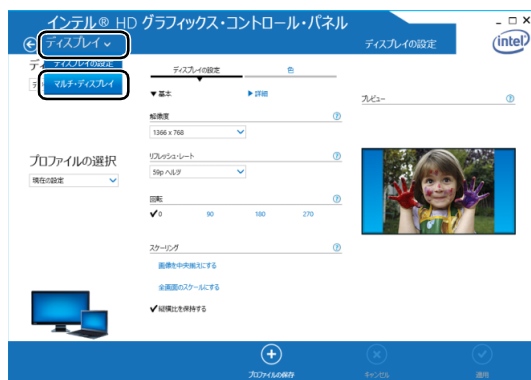 インテル® HD グラフィックス・コントロール・パネル
ディスプレイ
ディスプレイの設定
intel
ディスプレイの設定
マルチ・ディスプレイ
ディスプレイの設定
色
▼ 基本
▶ 詳細
プレビュー
解像度
1366 x 768
プロファイルの選択
現在の設定
リフレッシュ・レート
59p ヘルツ
回転
✔0 90 180 270
スケーリング
画像を中央揃えにする
全画面のスケールにする
✔縦横比を保持する
プロファイルの保存
キャンセル
適用